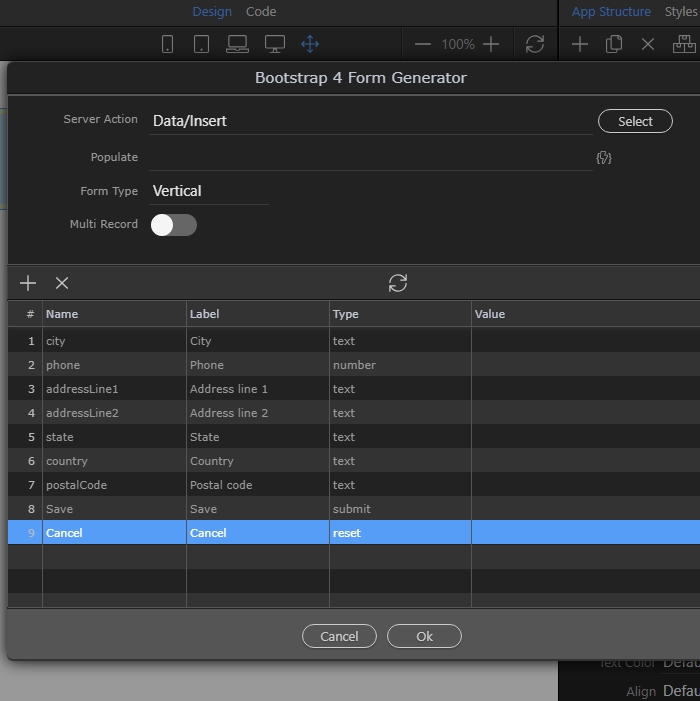 Design Code App Structure Styles
100%
Bootstrap 4 Form Generator
Server Action Data/Insert Select
Populate
Form Type Vertical
Multi Record
# Name Label Type Value
1 city City text
2 phone Phone number
3 addressLine1 Address line 1 text
4 addressLine2 Address line 2 text
5 state State text
6 country Country text
7 postalCode Postal code text
8 Save Save submit
9 Cancel Cancel reset
Cancel Ok
Text Color Defau
Align Defau